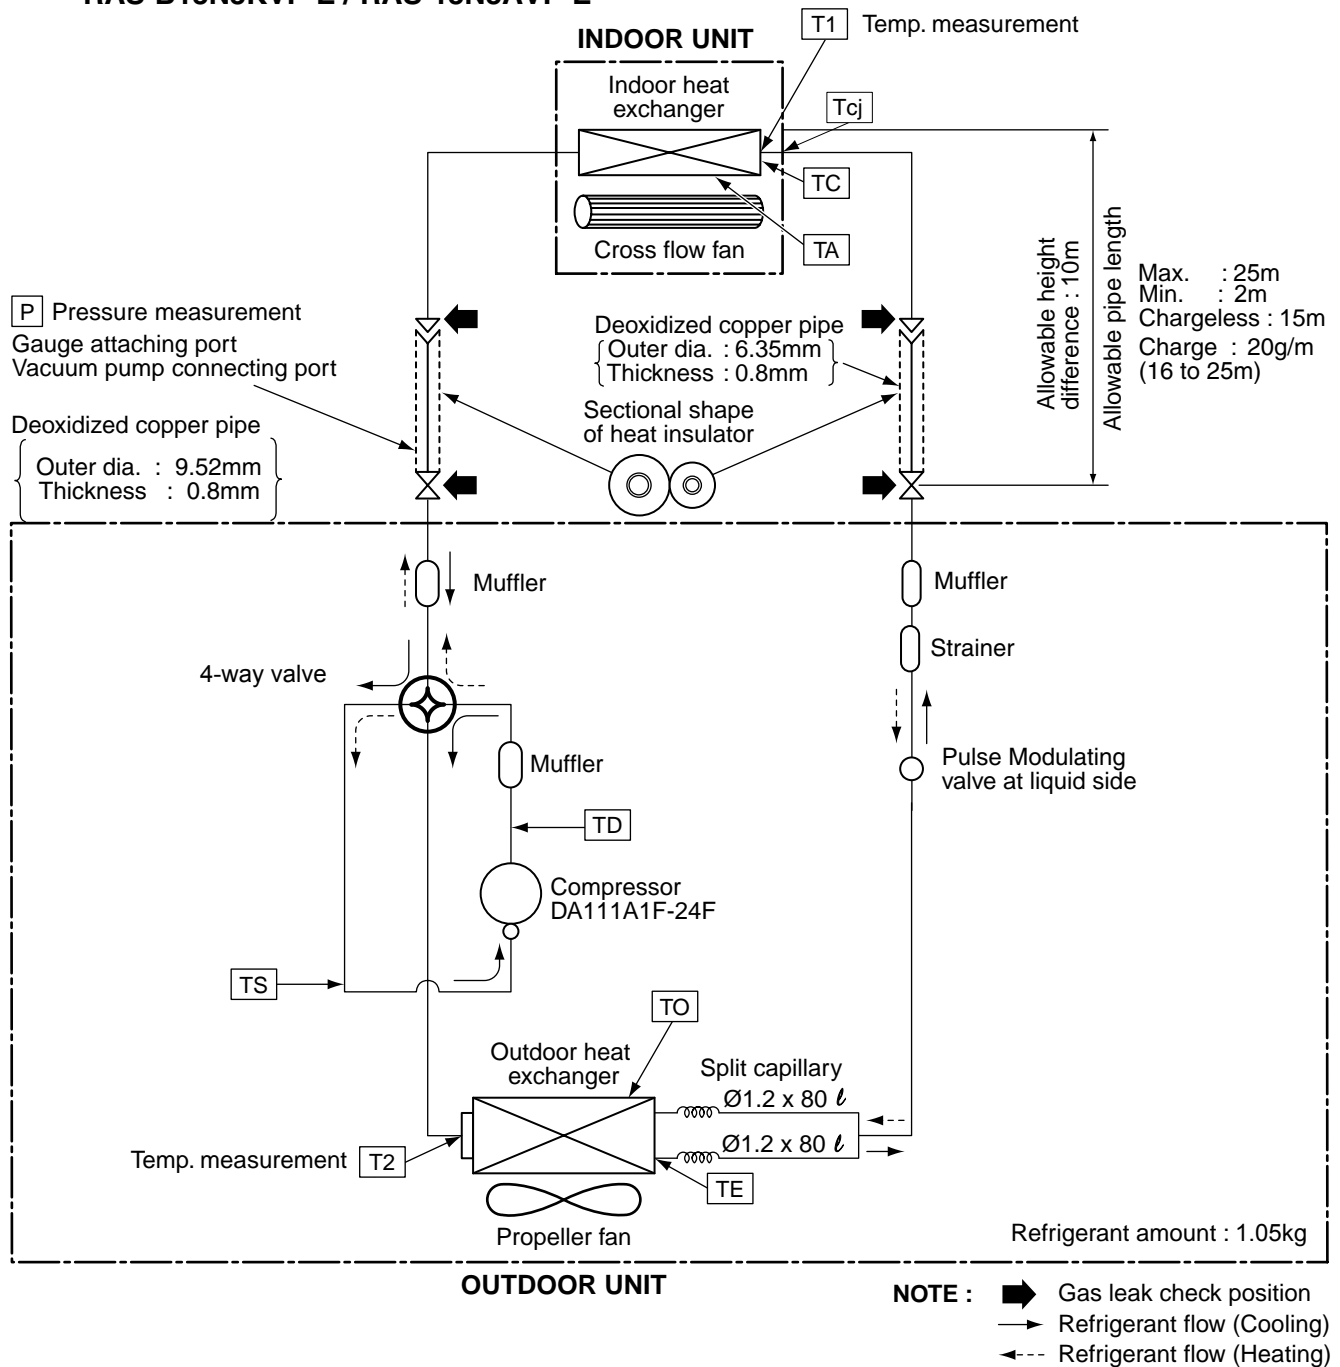 INDOOR UNIT
T1 Temp. measurement
Indoor heat
exchanger
Tcj
TC
Cross flow fan
TA
Allowable height
difference : 10m
Allowable pipe length
Max. : 25m
Min. : 2m
Chargeless : 15m
Charge : 20g/m
(16 to 25m)
P Pressure measurement
Gauge attaching port
Vacuum pump connecting port
Deoxidized copper pipe
Outer dia. : 9.52mm
Thickness : 0.8mm
Deoxidized copper pipe
Outer dia. : 6.35mm
Thickness : 0.8mm
Sectional shape
of heat insulator
Muffler
Muffler
Strainer
4-way valve
Muffler
Pulse Modulating
valve at liquid side
TD
Compressor
DA111A1F-24F
TS
TO
Outdoor heat
exchanger
Split capillary
Ø1.2 x 80 ℓ
Ø1.2 x 80 ℓ
Temp. measurement T2
TE
Propeller fan
Refrigerant amount : 1.05kg
OUTDOOR UNIT
NOTE : Gas leak check position
Refrigerant flow (Cooling)
Refrigerant flow (Heating)